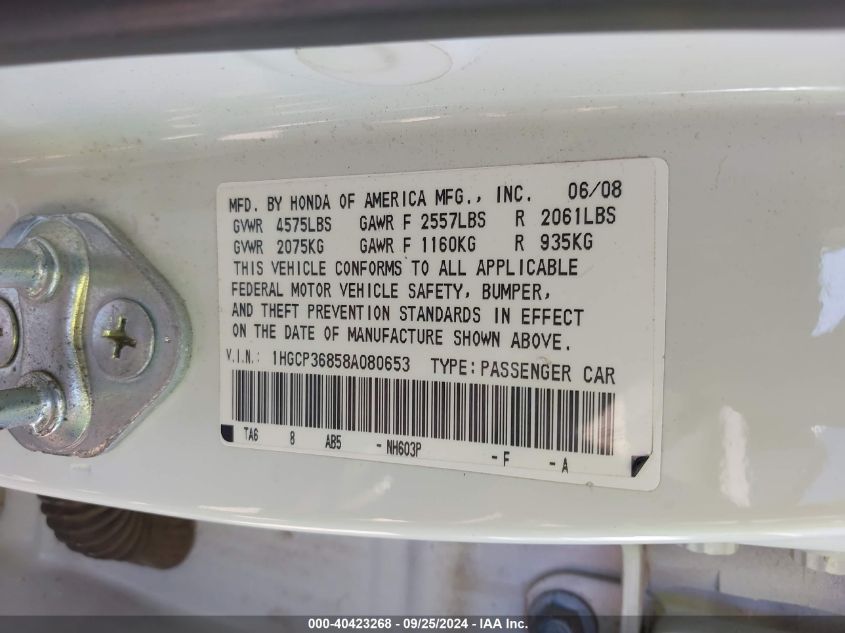 MFD. BY HONDA OF AMERICA MFG., INC. 06/08
GVWR 4575LBS GAWR F 2557LBS R 2061LBS
GVWR 2075KG GAWR F 1160KG R 935KG
THIS VEHICLE CONFORMS TO ALL APPLICABLE
FEDERAL MOTOR VEHICLE SAFETY, BUMPER,
AND THEFT PREVENTION STANDARDS IN EFFECT
ON THE DATE OF MANUFACTURE SHOWN ABOVE.
V.I.N.: 1HGCP36858A080653 TYPE: PASSENGER CAR
TA6 8 AB5 - NH603P - F - A
000-40423268 - 09/25/2024 - IAA Inc.